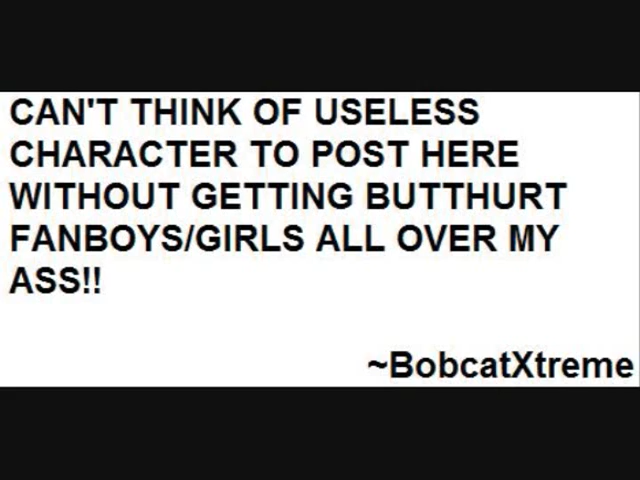 CAN'T THINK OF USELESS
CHARACTER TO POST HERE
WITHOUT GETTING BUTTHURT
FANBOYS/GIRLS ALL OVER MY
ASS!!
~BobcatXtreme